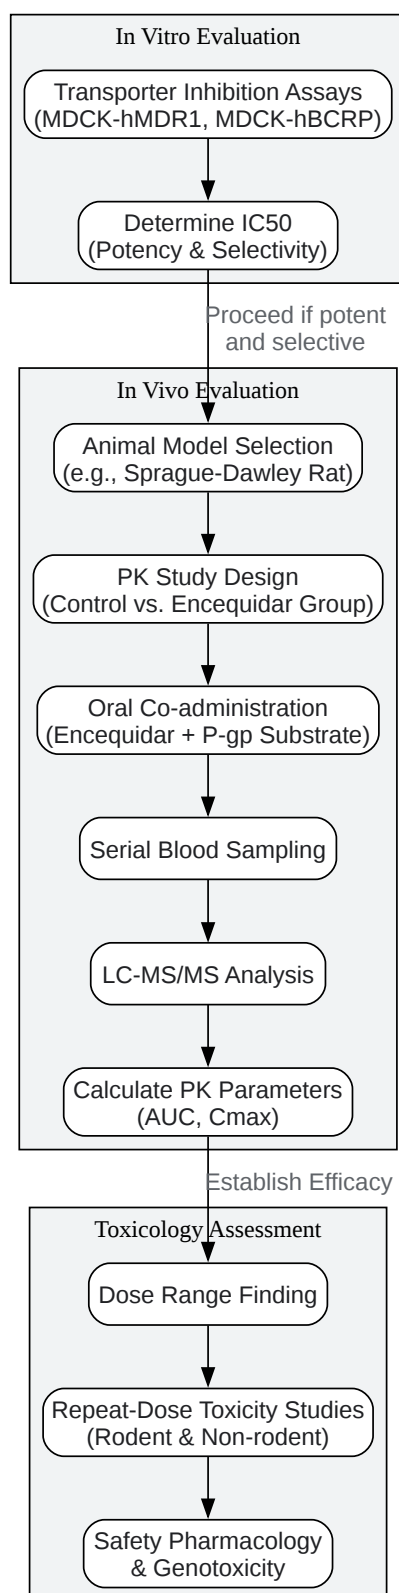 In Vitro Evaluation
Transporter Inhibition Assays
(MDCK-hMDR1, MDCK-hBCRP)
Determine IC50
(Potency & Selectivity)
Proceed if potent
and selective
In Vivo Evaluation
Animal Model Selection
(e.g., Sprague-Dawley Rat)
PK Study Design
(Control vs. Encequidar Group)
Oral Co-administration
(Encequidar + P-gp Substrate)
Serial Blood Sampling
LC-MS/MS Analysis
Calculate PK Parameters
(AUC, Cmax)
Establish Efficacy
Toxicology Assessment
Dose Range Finding
Repeat-Dose Toxicity Studies
(Rodent & Non-rodent)
Safety Pharmacology
& Genotoxicity